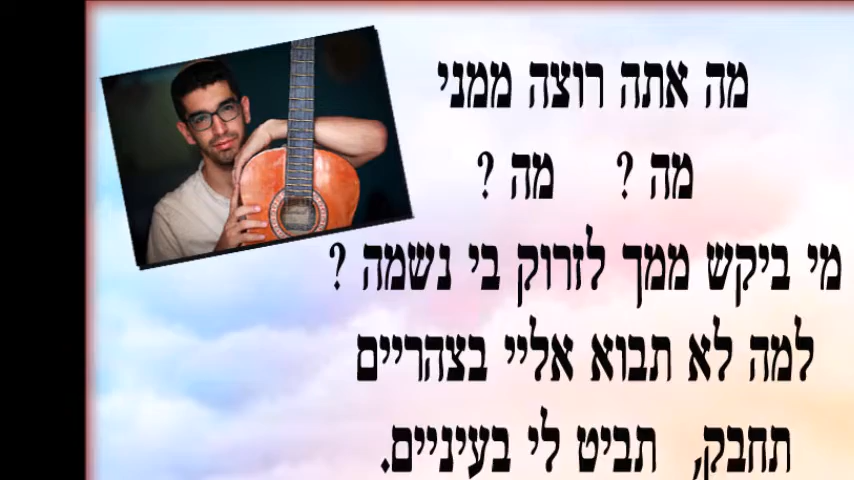 מה אתה רוצה ממני
מה ? מה ?
מי ביקש ממך לזרוק בי נשמה ?
למה לא תבוא אליי בצהריים
תחבק, תביט לי בעיניים.